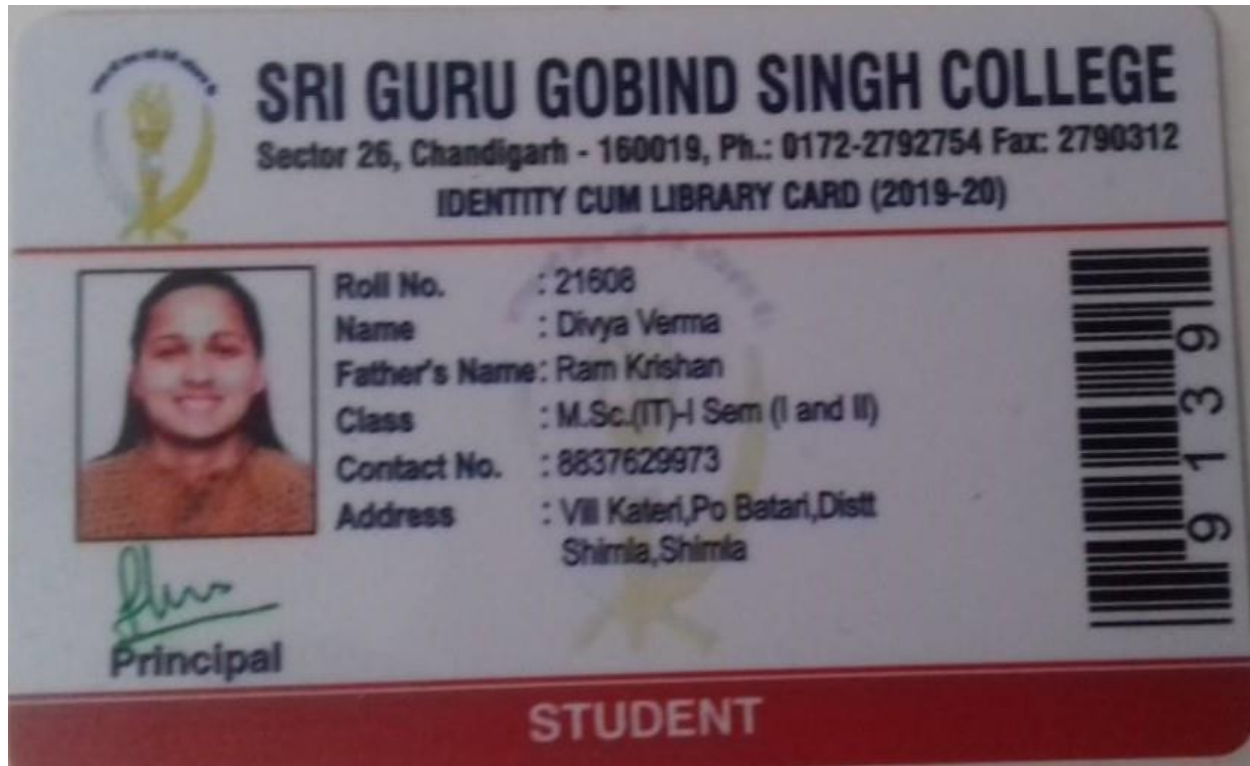 SRI GURU GOBIND SINGH COLLEGE
Sector 26, Chandigarh - 160019, Ph.: 0172-2792754 Fax: 2790312
IDENTITY CUM LIBRARY CARD (2019-20)
Roll No. : 21608
Name : Divya Verma
Father's Name : Ram Krishan
Class : M.Sc.(IT)-I Sem (I and II)
Contact No. : 8837629973
Address : Vill Kateri,Po Batari,Distt
Shimla,Shimla
9139
Principal
STUDENT